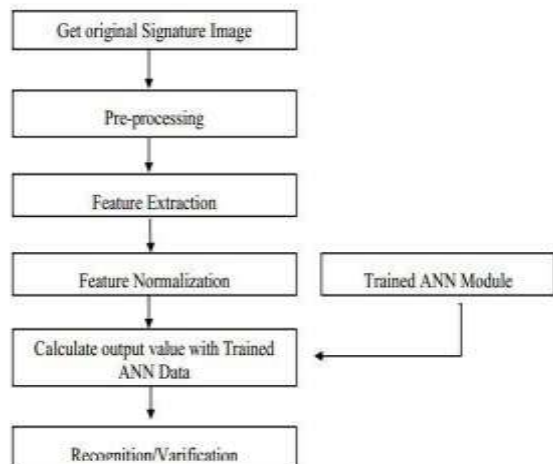 Get original Signature Image
Pre-processing
Feature Extraction
Feature Normalization
Trained ANN Module
Calculate output value with Trained
ANN Data
Recognition/Varification